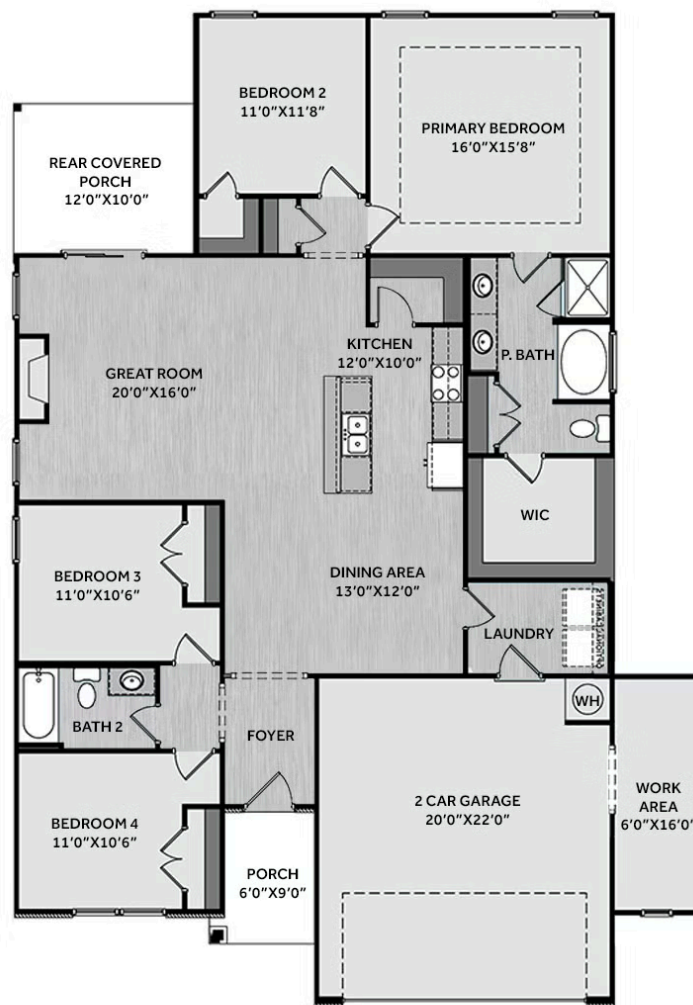 BEDROOM 2
11'0"X11'8"
PRIMARY BEDROOM
16'0"X15'8"
REAR COVERED
PORCH
12'0"X10'0"
KITCHEN
12'0"X10'0"
P. BATH
GREAT ROOM
20'0"X16'0"
WIC
BEDROOM 3
11'0"X10'6"
DINING AREA
13'0"X12'0"
LAUNDRY
BATH 2
FOYER
WH
BEDROOM 4
11'0"X10'6"
2 CAR GARAGE
20'0"X22'0"
WORK
AREA
6'0"X16'0"
PORCH
6'0"X9'0"